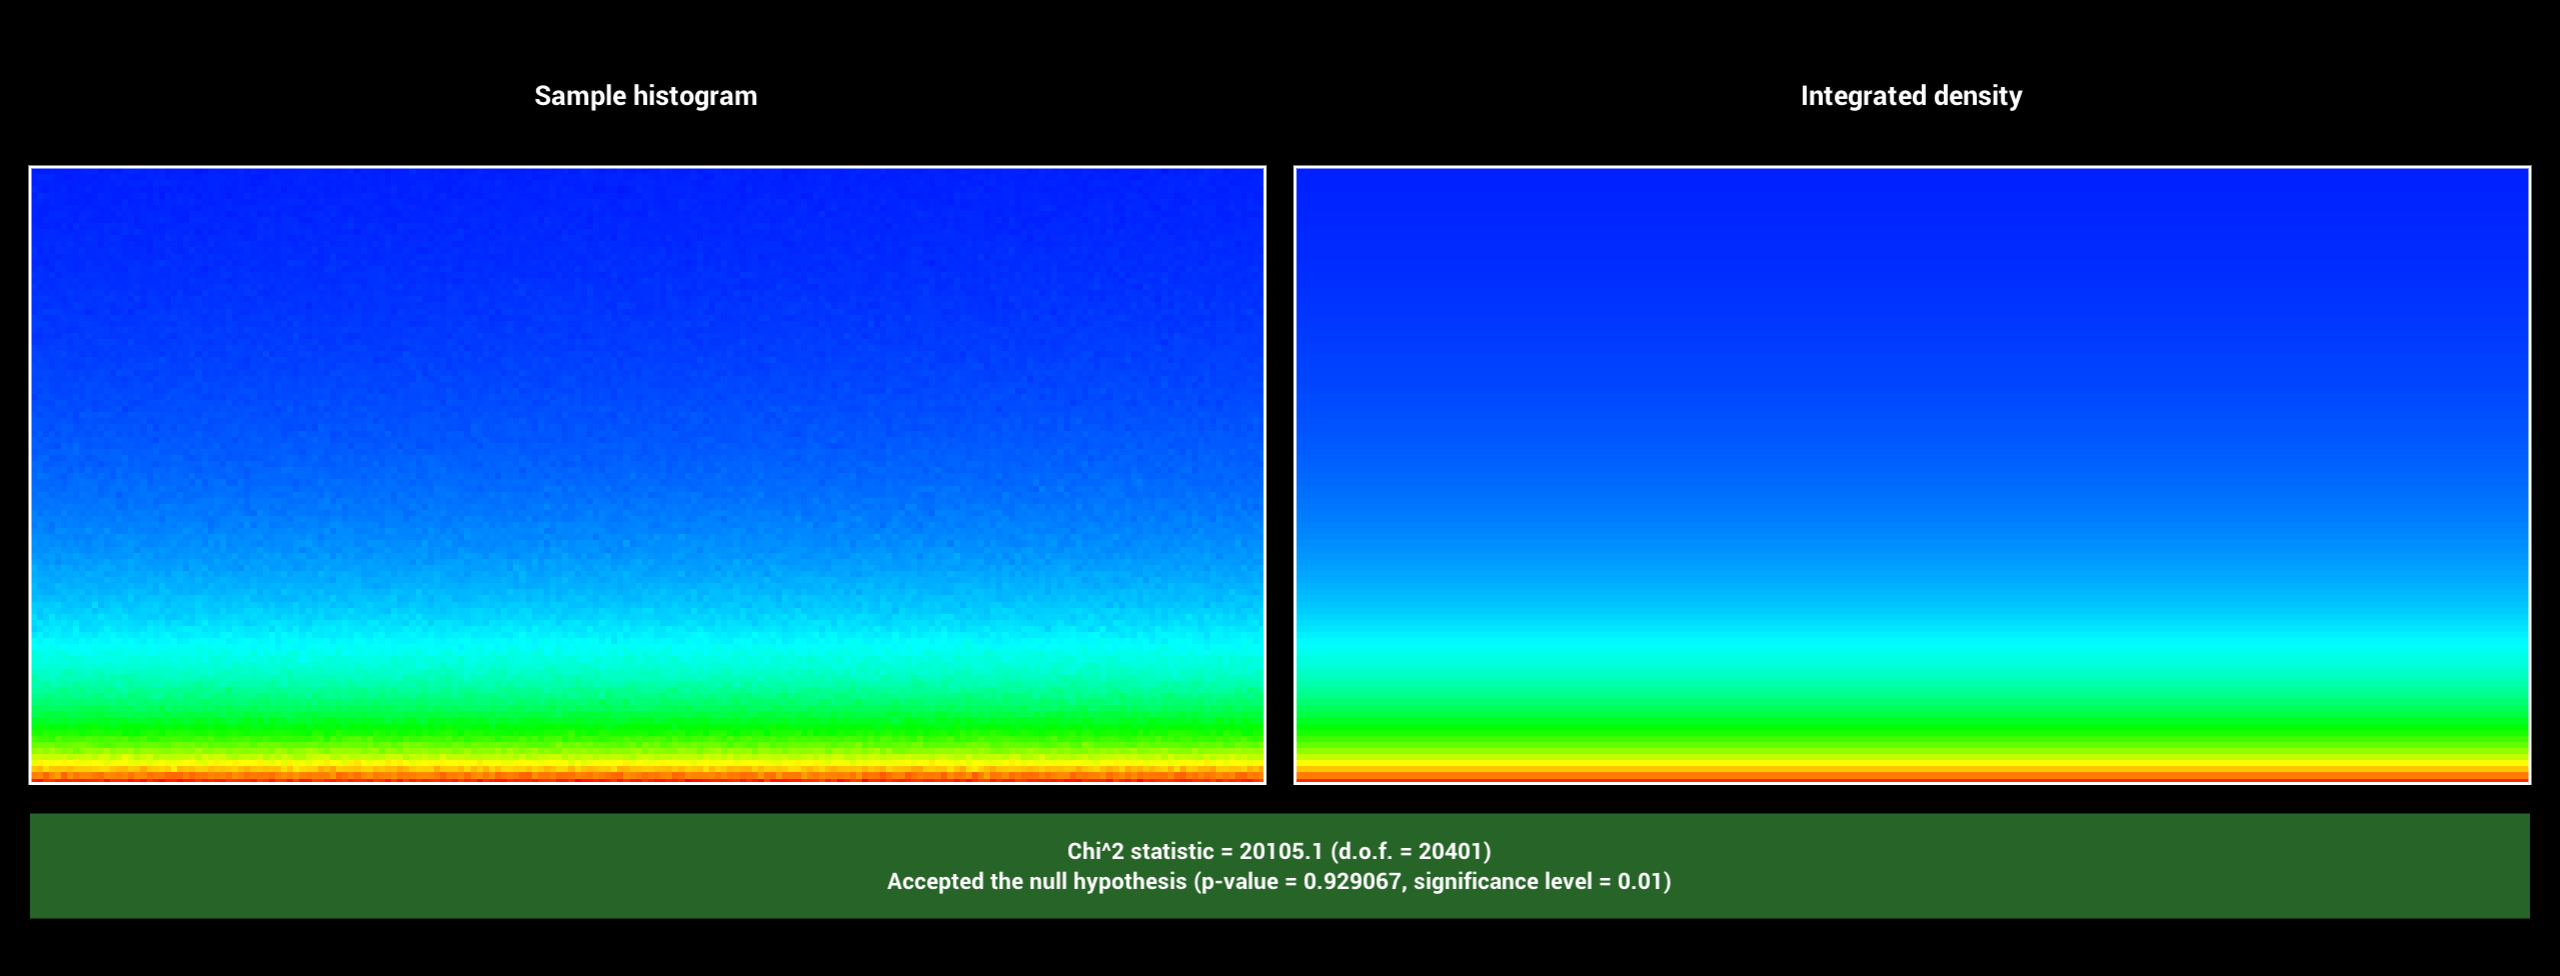 Sample histogram
Integrated density
Chi^2 statistic = 20105.1 (d.o.f. = 20401)
Accepted the null hypothesis (p-value = 0.929067, significance level = 0.01)